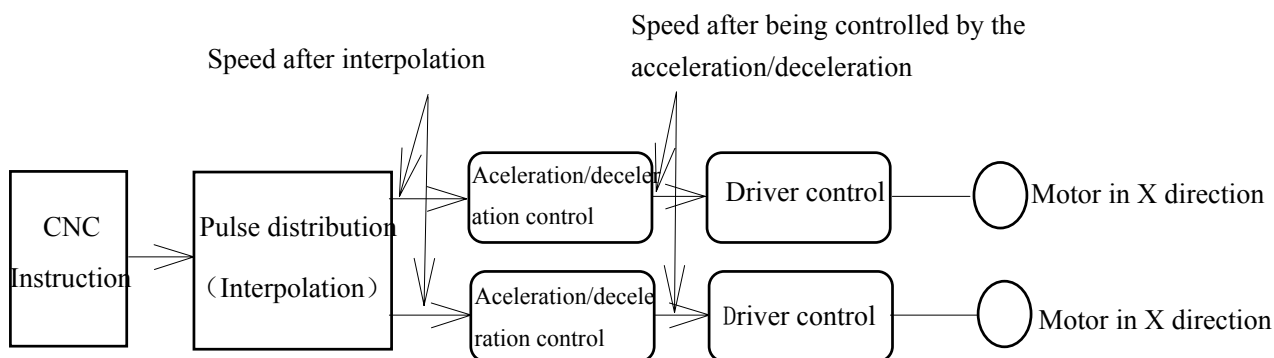 Speed after interpolation
Speed after being controlled by the
acceleration/deceleration
CNC
Instruction
Pulse distribution
（Interpolation）
Aceleration/deceler
ation control
Driver control
Motor in X direction
Aceleration/decele
ration control
Driver control
Motor in X direction